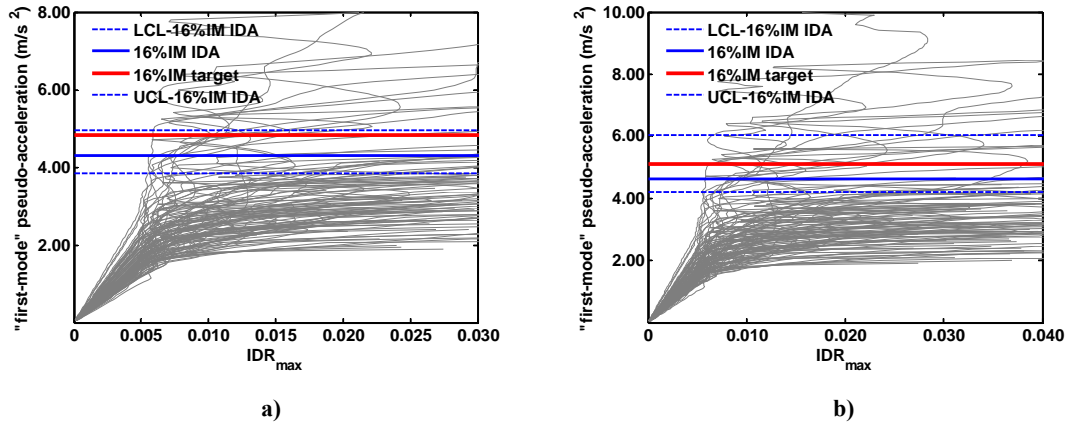 "first-mode" pseudo-acceleration (m/s²)
8.00
6.00
4.00
2.00
0
0.005
0.010
0.015
0.020
0.025
0.030
IDRmax
LCL-16%IM IDA
16%IM IDA
16%IM target
UCL-16%IM IDA
a)
"first-mode" pseudo-acceleration (m/s²)
10.00
8.00
6.00
4.00
2.00
0
0.010
0.020
0.030
0.040
IDRmax
LCL-16%IM IDA
16%IM IDA
16%IM target
UCL-16%IM IDA
b)